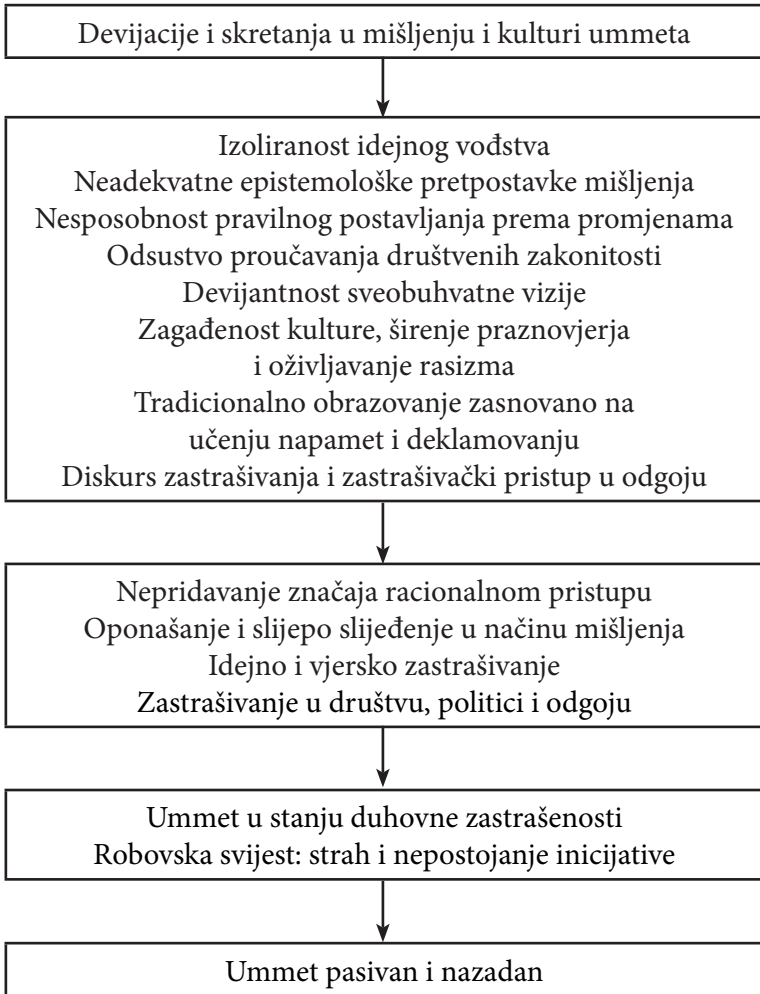 Devijacije i skretanja u mišljenju i kulturi ummeta
Izoliranost idejnog vođstva
Neadekvatne epistemološke pretpostavke mišljenja
Nesposobnost pravilnog postavljanja prema promjenama
Odsustvo proučavanja društvenih zakonitosti
Devijantnost sveobuhvatne vizije
Zagađenost kulture, širenje praznovjerja
i oživljavanje rasizma
Tradicionalno obrazovanje zasnovano na
učenju napamet i deklamovanju
Diskurs zastrašivanja i zastrašivački pristup u odgoju
Nepridavanje značaja racionalnom pristupu
Oponašanje i slijepo slijeđenje u načinu mišljenja
Idejno i vjersko zastrašivanje
Zastrašivanje u društvu, politici i odgoju
Ummet u stanju duhovne zastrašenosti
Robovska svijest: strah i nepostojanje inicijative
Ummet pasivan i nazadan